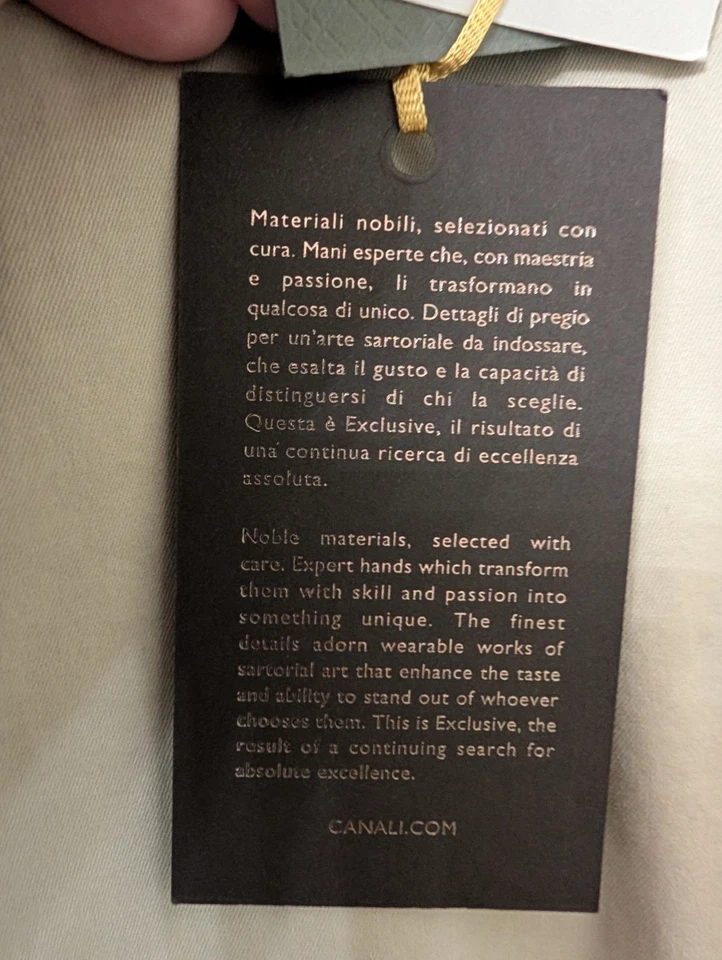 Materiali nobili, selezionati con
cura. Mani esperte che, con maestria
e passione, li trasformano in
qualcosa di unico. Dettagli di pregio
per un'arte sartoriale da indossare,
che esalta il gusto e la capacità di
distinguersi di chi la sceglie.
Questa è Exclusive, il risultato di
una continua ricerca di eccellenza
assoluta.
Noble materials, selected with
care. Expert hands which transform
them with skill and passion into
something unique. The finest
details adorn wearable works of
sartorial art that enhance the taste
and ability to stand out of whoever
chooses them. This is Exclusive, the
result of a continuing search for
absolute excellence.
CANALI.COM